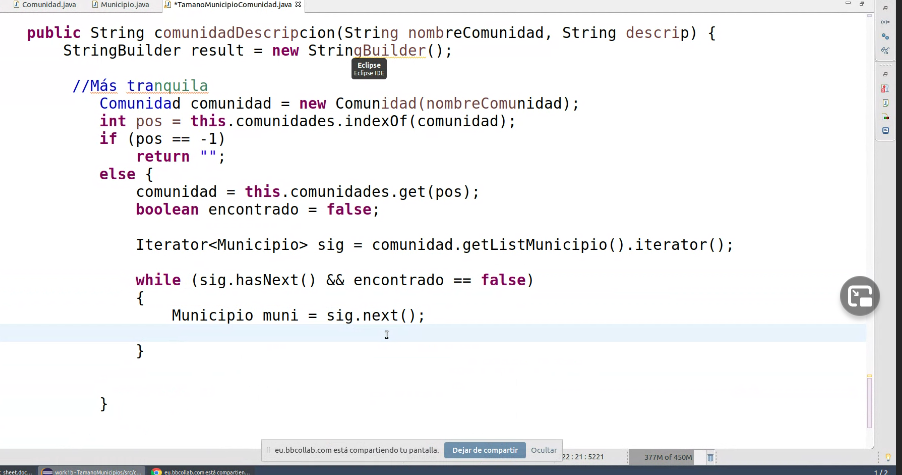 Comunidad.java Municipio.java *TamanoMunicipioComunidad.java
public String comunidadDescripcion(String nombreComunidad, String descrip) {
StringBuilder result = new StringBuilder();
Eclipse
Eclipse IDE
//Más tranquila
Comunidad comunidad = new Comunidad(nombreComunidad);
int pos = this.comunidades.indexOf(comunidad);
if (pos == -1)
return "";
else {
comunidad = this.comunidades.get(pos);
boolean encontrado = false;
Iterator<Municipio> sig = comunidad.getListMunicipio().iterator();
while (sig.hasNext() && encontrado == false)
{
Municipio muni = sig.next();
}
}
eu.bbcollab.com está compartiendo tu pantalla. Dejar de compartir Ocultar
22:21:5221 377M of 450M
sheet.doc... work1b - TamanoMunicipios/src/c... eu.bbcollab.com está compartien... 1 / 2